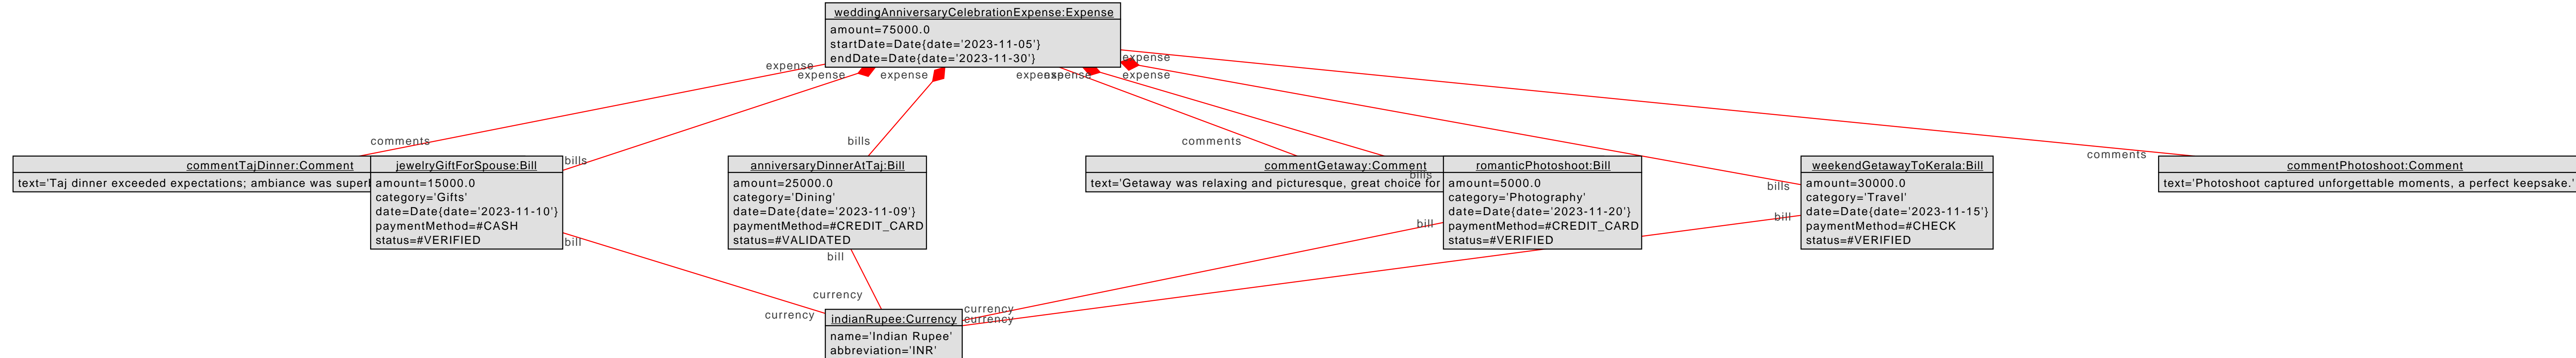 weddingAnniversaryCelebrationExpense:Expense
amount=75000.0
startDate=Date{date='2023-11-05'}
endDate=Date{date='2023-11-30'}
expense
expense
expense
expense
expense
expense
expense
comments
bills
bills
comments
bills
bills
comments
commentTajDinner:Comment
text='Taj dinner exceeded expectations; ambiance was
jewelryGiftForSpouse:Bill
amount=15000.0
category='Gifts'
date=Date{date='2023-11-10'}
paymentMethod=#CASH
status=#VERIFIED
anniversaryDinnerAtTaj:Bill
amount=25000.0
category='Dining'
date=Date{date='2023-11-09'}
paymentMethod=#CREDIT_CARD
status=#VALIDATED
commentGetaway:Comment
text='Getaway was relaxing and picturesque, great choice for
romanticPhotoshoot:Bill
amount=5000.0
category='Photography'
date=Date{date='2023-11-20'}
paymentMethod=#CREDIT_CARD
status=#VERIFIED
weekendGetawayToKerala:Bill
amount=30000.0
category='Travel'
date=Date{date='2023-11-15'}
paymentMethod=#CHECK
status=#VERIFIED
commentPhotoshoot:Comment
text='Photoshoot captured unforgettable moments, a perfect keepsake.'
bill
bill
bill
bill
currency
currency
currency
currency
indianRupee:Currency
name='Indian Rupee'
abbreviation='INR'